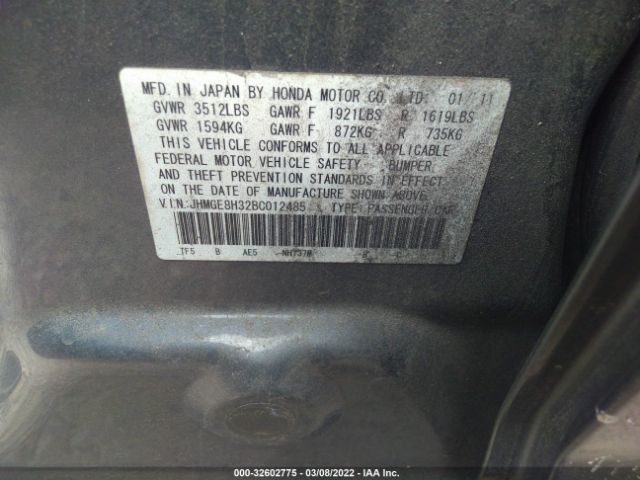 MFD. IN JAPAN BY HONDA MOTOR CO., LTD. 01/11
GVWR 3512LBS GAWR F 1921LBS R 1619LBS
GVWR 1594KG GAWR F 872KG R 735KG
THIS VEHICLE CONFORMS TO ALL APPLICABLE
FEDERAL MOTOR VEHICLE SAFETY, BUMPER,
AND THEFT PREVENTION STANDARDS IN EFFECT
ON THE DATE OF MANUFACTURE SHOWN ABOVE.
V.I.N:JHMGE8H32BC012485 TYPE: PASSENGER CAR
TF5 B AE5 NH737M B C
000-32602775 - 03/08/2022 - IAA Inc.